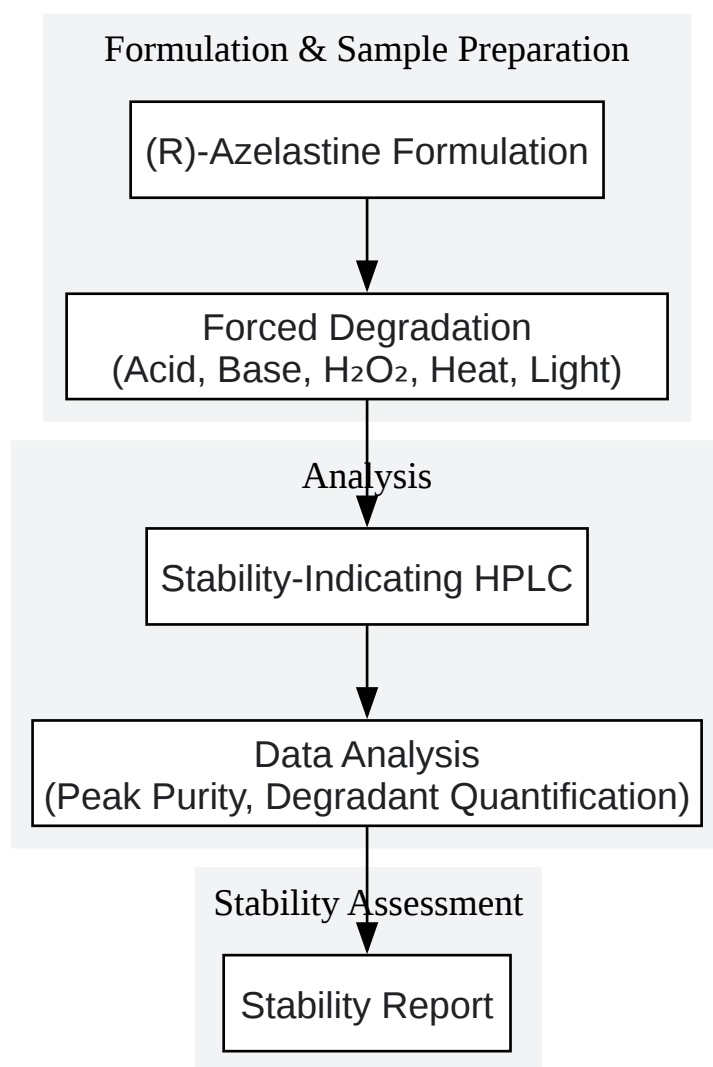 Formulation & Sample Preparation
(R)-Azelastine Formulation
Forced Degradation
(Acid, Base, H₂O₂, Heat, Light)
Analysis
Stability-Indicating HPLC
Data Analysis
(Peak Purity, Degradant Quantification)
Stability Assessment
Stability Report